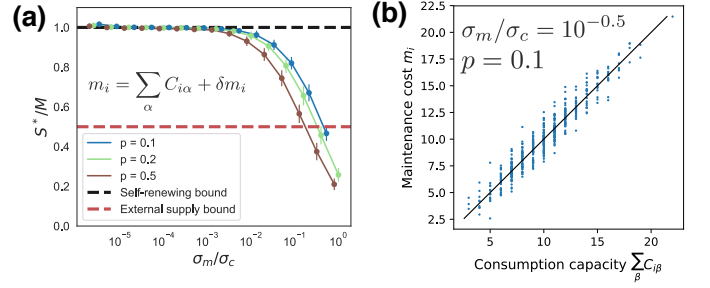 (a)
S*/M
1.0
0.8
0.6
0.4
0.2
0.0
m_i = ∑_α C_{iα} + δm_i
p = 0.1
p = 0.2
p = 0.5
Self-renewing bound
External supply bound
10^{-5} 10^{-4} 10^{-3} 10^{-2} 10^{-1} 10^{0}
σ_m/σ_c
(b)
Maintenance cost m_i
22.5
20.0
17.5
15.0
12.5
10.0
7.5
5.0
2.5
σ_m/σ_c = 10^{-0.5}
p = 0.1
5 10 15 20
Consumption capacity ∑_β C_{iβ}